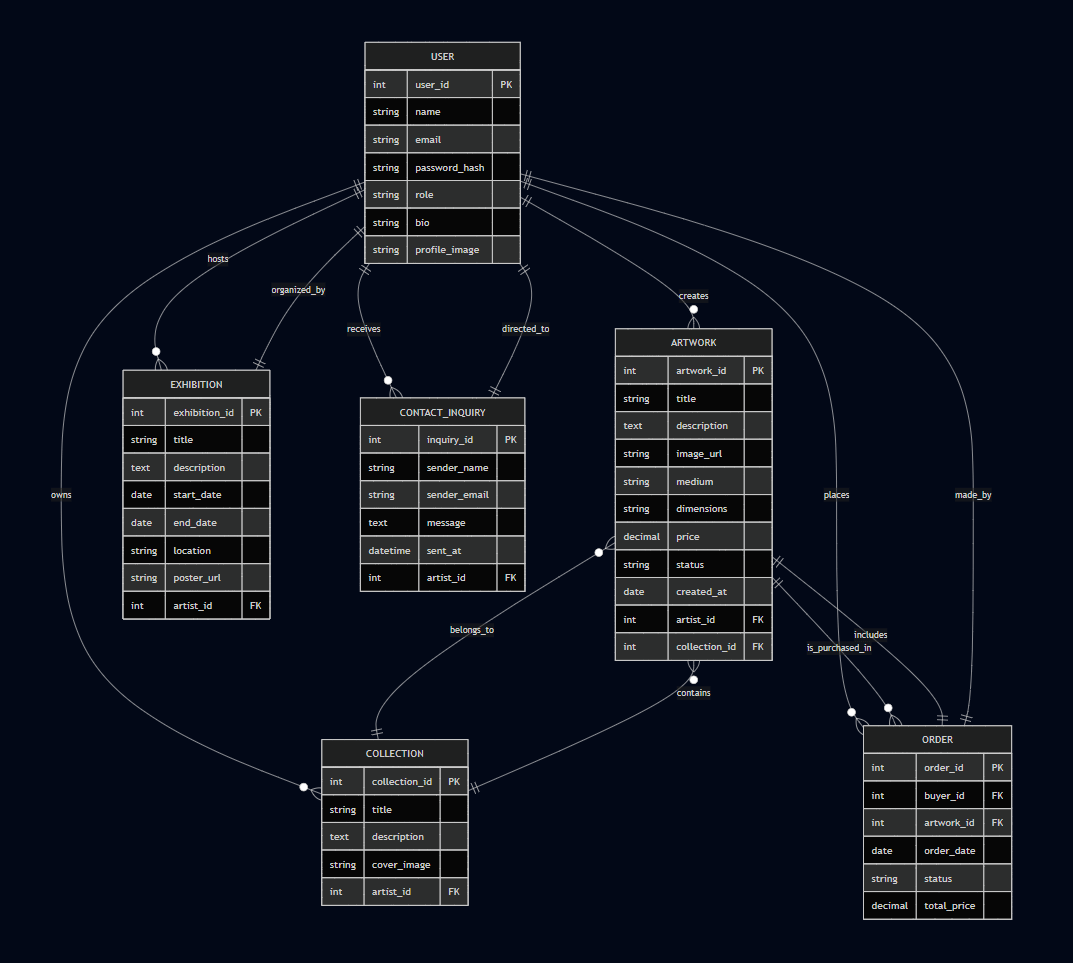 USER
int user_id PK
string name
string email
string password_hash
string role
string bio
string profile_image
hosts
organized_by
receives
directed_to
creates
owns
places
made_by
EXHIBITION
int exhibition_id PK
string title
text description
date start_date
date end_date
string location
string poster_url
int artist_id FK
CONTACT_INQUIRY
int inquiry_id PK
string sender_name
string sender_email
text message
datetime sent_at
int artist_id FK
ARTWORK
int artwork_id PK
string title
text description
string image_url
string medium
string dimensions
decimal price
string status
date created_at
int artist_id FK
int collection_id FK
belongs_to
includes
is_purchased_in
contains
COLLECTION
int collection_id PK
string title
text description
string cover_image
int artist_id FK
ORDER
int order_id PK
int buyer_id FK
int artwork_id FK
date order_date
string status
decimal total_price